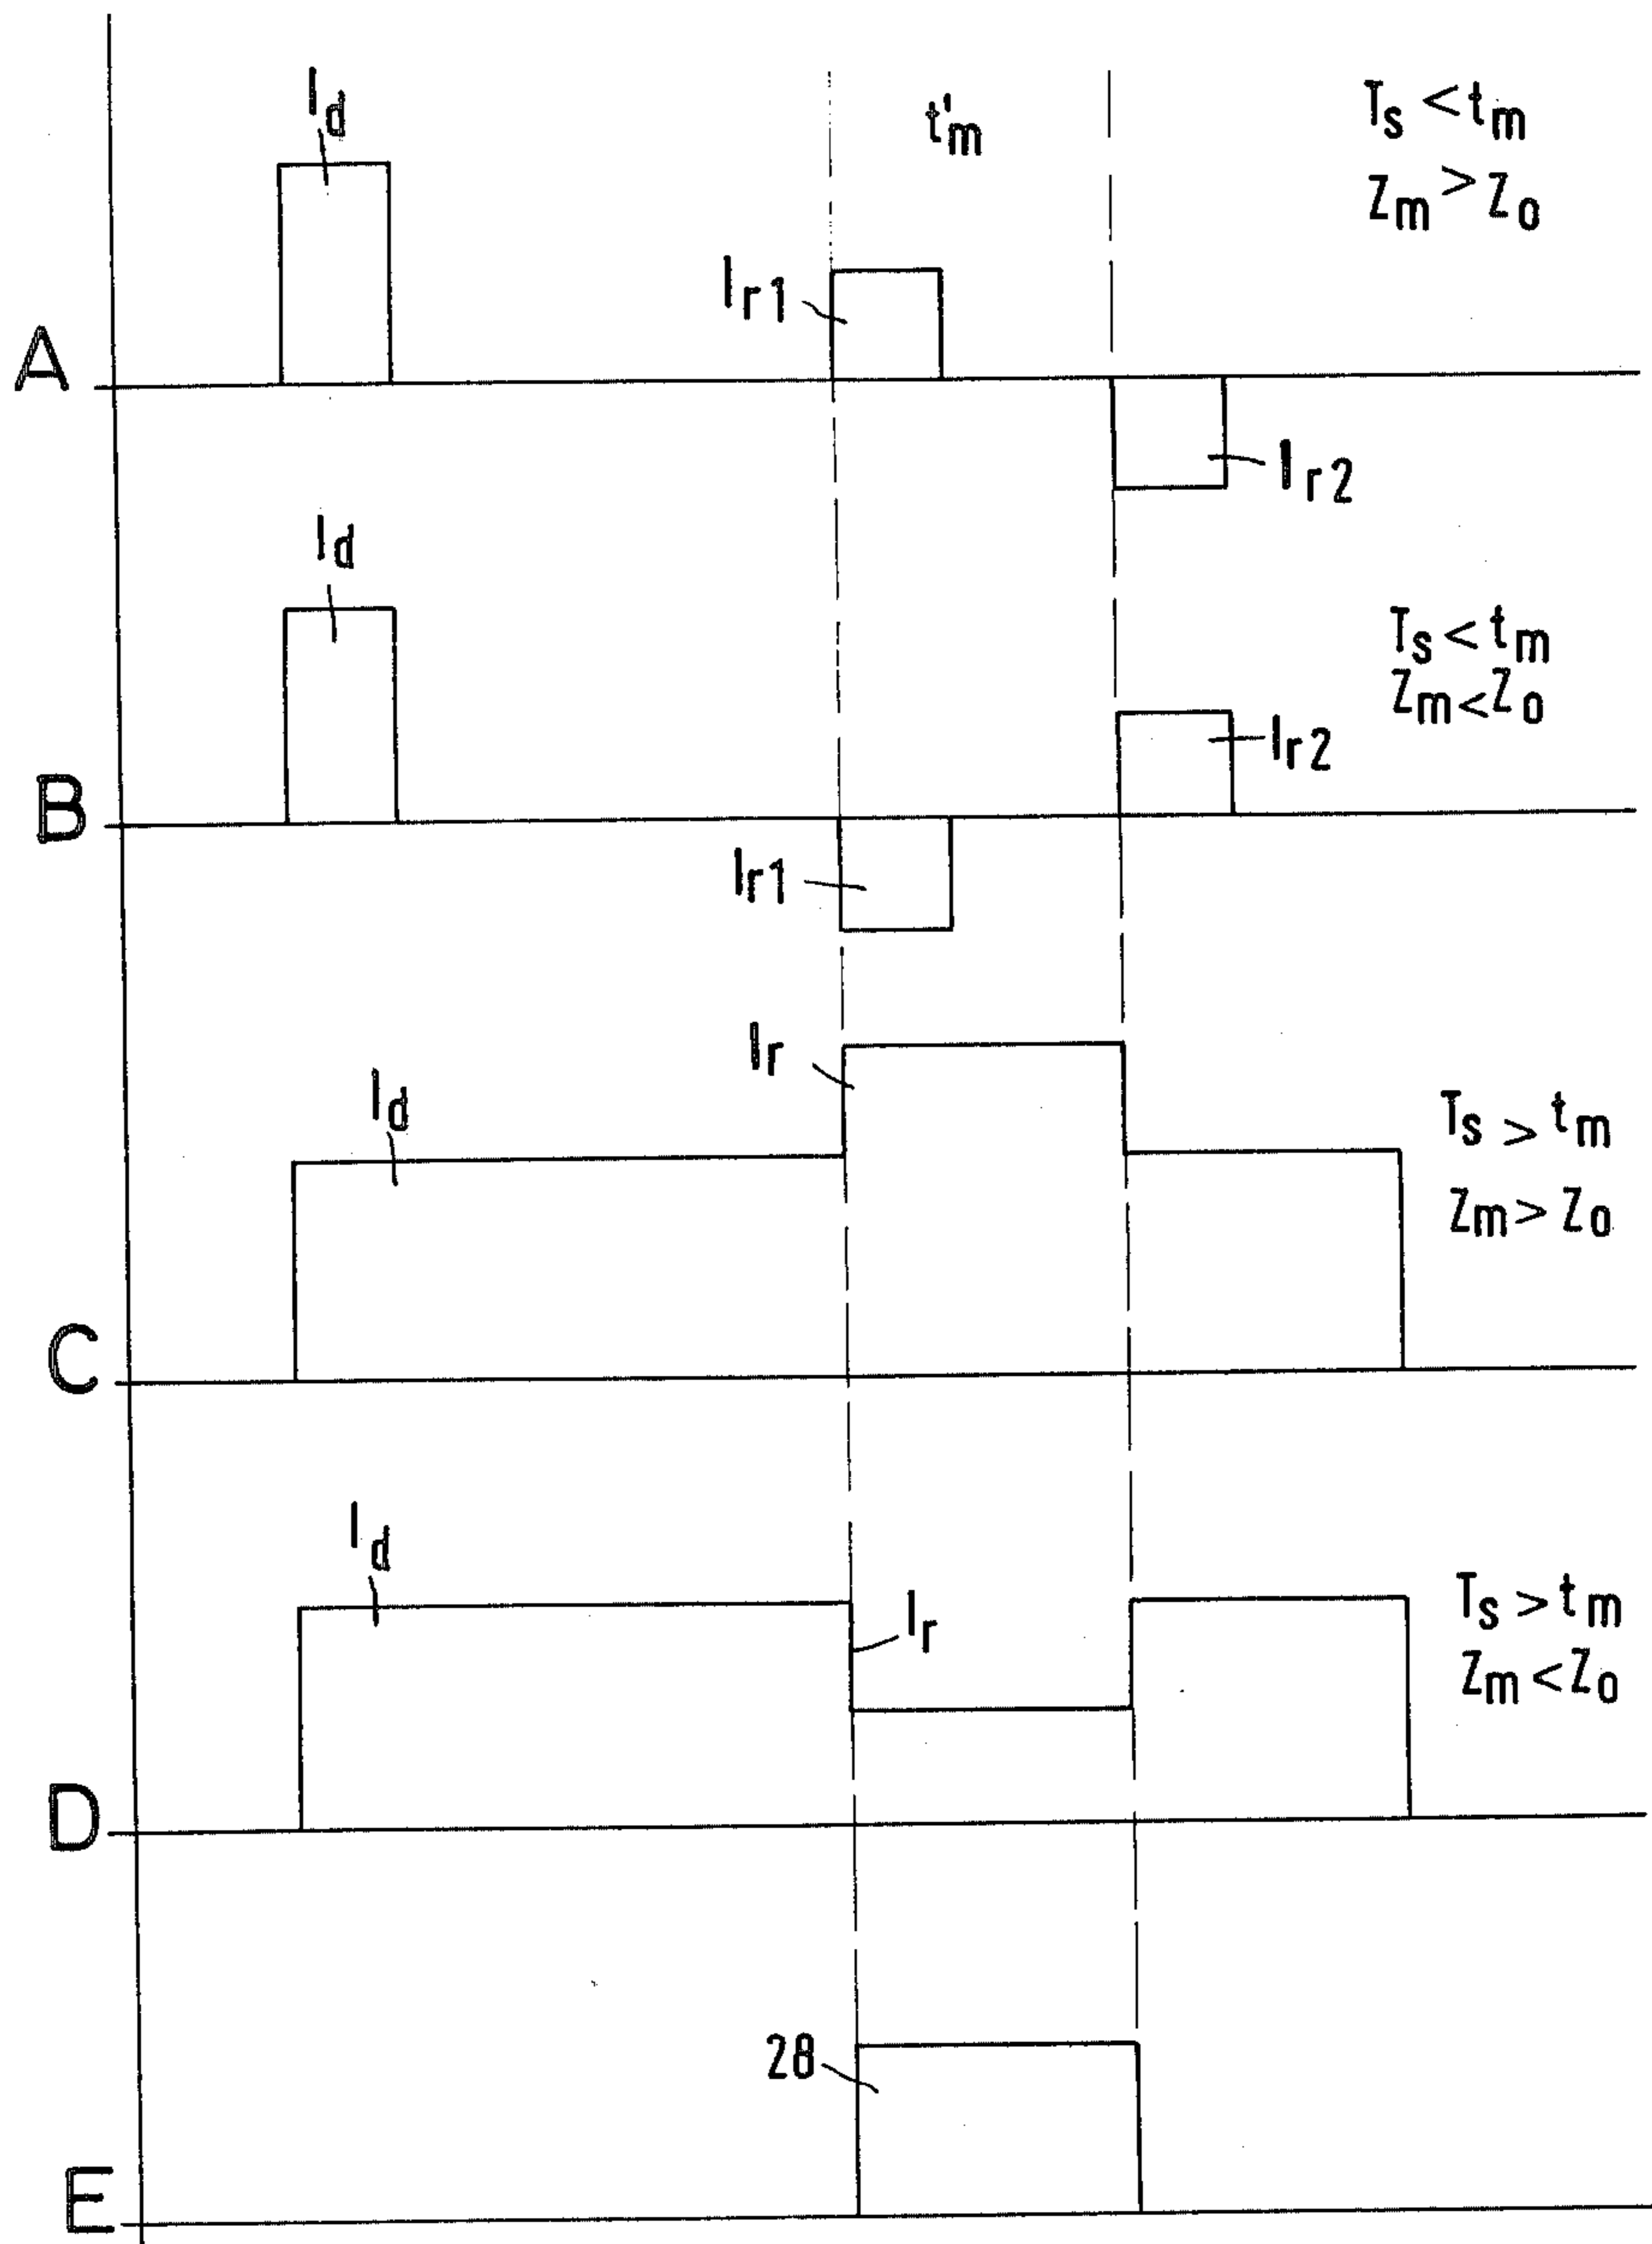 Id
t'm
Ts < tm
Zm > Zo
Ir1
A
Ir2
Id
Ts < tm
Zm < Zo
Ir2
B
Ir1
Ir
Id
Ts > tm
Zm > Zo
C
Id
Ir
Ts > tm
Zm < Zo
D
28
E